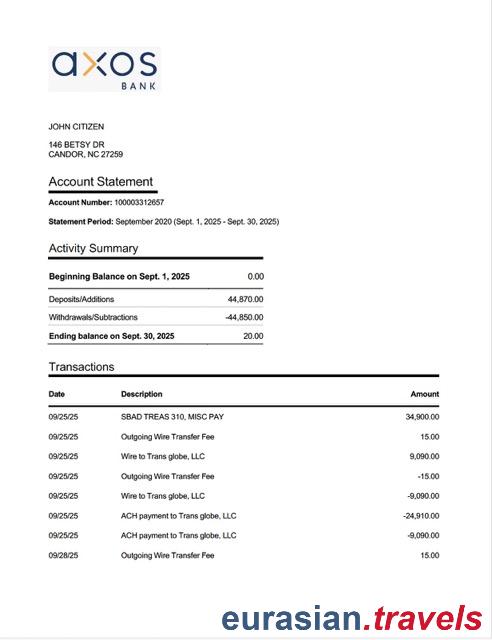 axos
BANK
JOHN CITIZEN
146 BETSY DR
CANDOR, NC 27259
Account Statement
Account Number: 100003312657
Statement Period: September 2020 (Sept. 1, 2025 - Sept. 30, 2025)
Activity Summary
Beginning Balance on Sept. 1, 2025 0.00
Deposits/Additions 44,870.00
Withdrawals/Subtractions -44,850.00
Ending balance on Sept. 30, 2025 20.00
Transactions
Date Description Amount
09/25/25 SBAD TREAS 310, MISC PAY 34,900.00
09/25/25 Outgoing Wire Transfer Fee 15.00
09/25/25 Wire to Trans globe, LLC 9,090.00
09/25/25 Outgoing Wire Transfer Fee -15.00
09/25/25 Wire to Trans globe, LLC -9,090.00
09/25/25 ACH payment to Trans globe, LLC -24,910.00
09/25/25 ACH payment to Trans globe, LLC -9,090.00
09/28/25 Outgoing Wire Transfer Fee 15.00
eurasian.travels